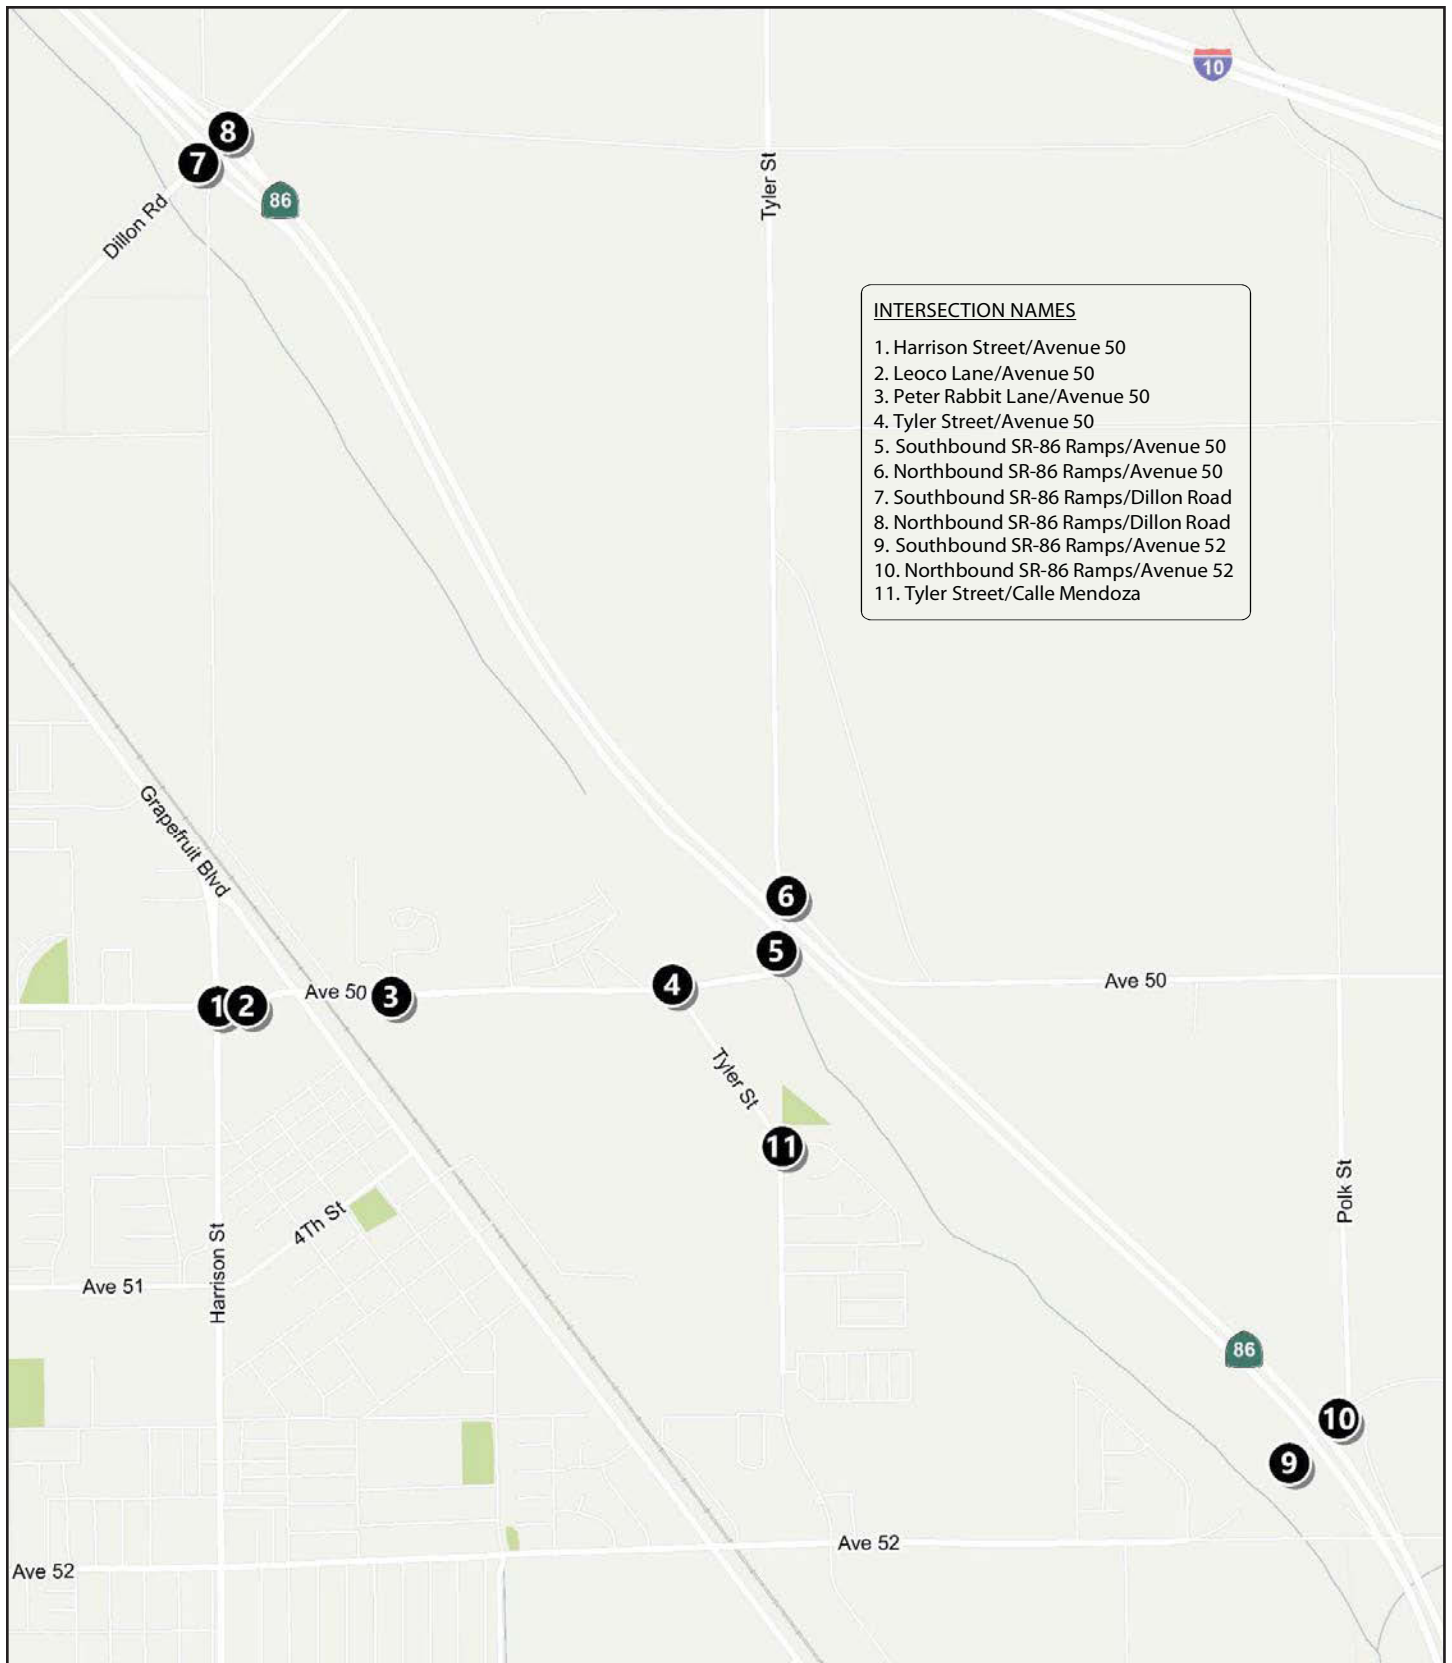 10
8
7
86
Dillon Rd
Tyler St
INTERSECTION NAMES
1. Harrison Street/Avenue 50
2. Leoco Lane/Avenue 50
3. Peter Rabbit Lane/Avenue 50
4. Tyler Street/Avenue 50
5. Southbound SR-86 Ramps/Avenue 50
6. Northbound SR-86 Ramps/Avenue 50
7. Southbound SR-86 Ramps/Dillon Road
8. Northbound SR-86 Ramps/Dillon Road
9. Southbound SR-86 Ramps/Avenue 52
10. Northbound SR-86 Ramps/Avenue 52
11. Tyler Street/Calle Mendoza
Grapefruit Blvd
6
5
1
2
Ave 50
3
4
Ave 50
Tyler St
11
4Th St
Polk St
Ave 51
Harrison St
86
10
9
Ave 52
Ave 52